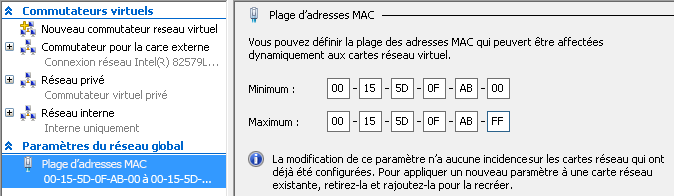 Commutateurs virtuels
Nouveau commutateur réseau virtuel
Commutateur pour la carte externe
Connexion réseau Intel(R) 82579L...
Réseau privé
Commutateur virtuel privé
Réseau interne
Interne uniquement
Paramètres du réseau global
Plage d'adresses MAC
00-15-5D-0F-AB-00 à 00-15-5D-...
Plage d'adresses MAC
Vous pouvez définir la plage des adresses MAC qui peuvent être affectées
dynamiquement aux cartes réseau virtuel.
Minimum : 00 - 15 - 5D - 0F - AB - 00
Maximum : 00 - 15 - 5D - 0F - AB - FF
La modification de ce paramètre n'a aucune incidence sur les cartes réseau qui ont
déjà été configurées. Pour appliquer un nouveau paramètre à une carte réseau
existante, retirez-la et rajoutez-la pour la recréer.